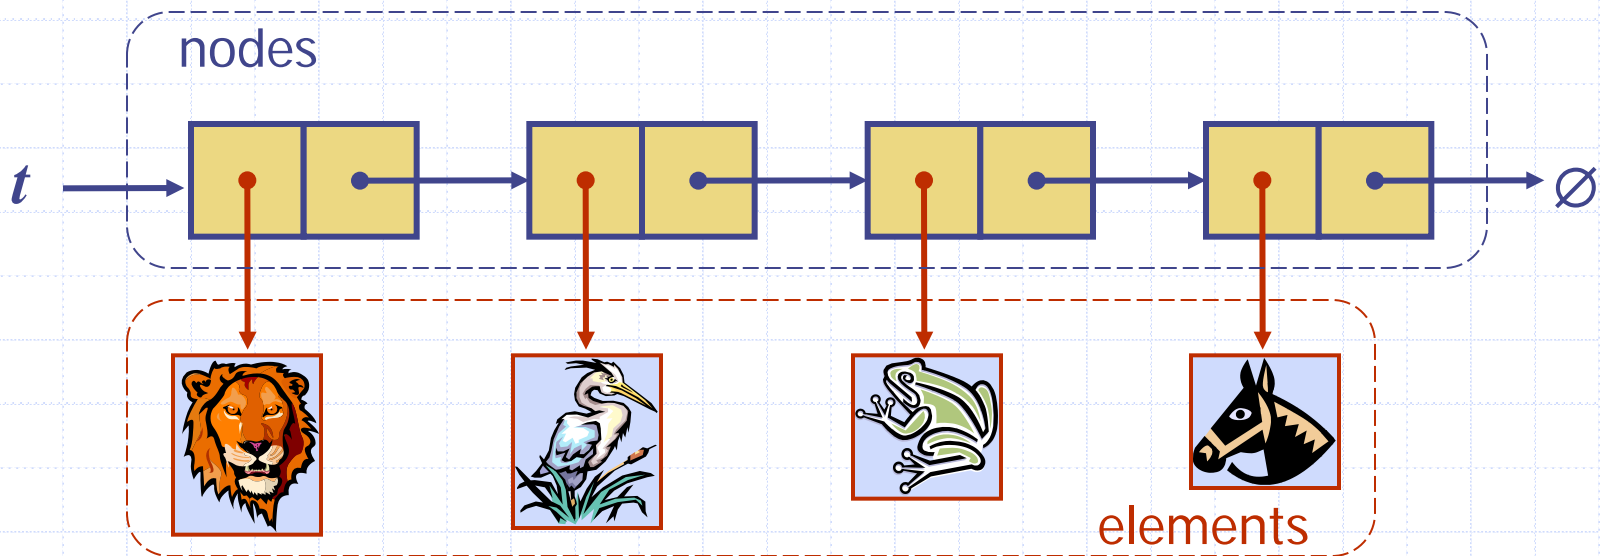 nodes
t
∅
elements